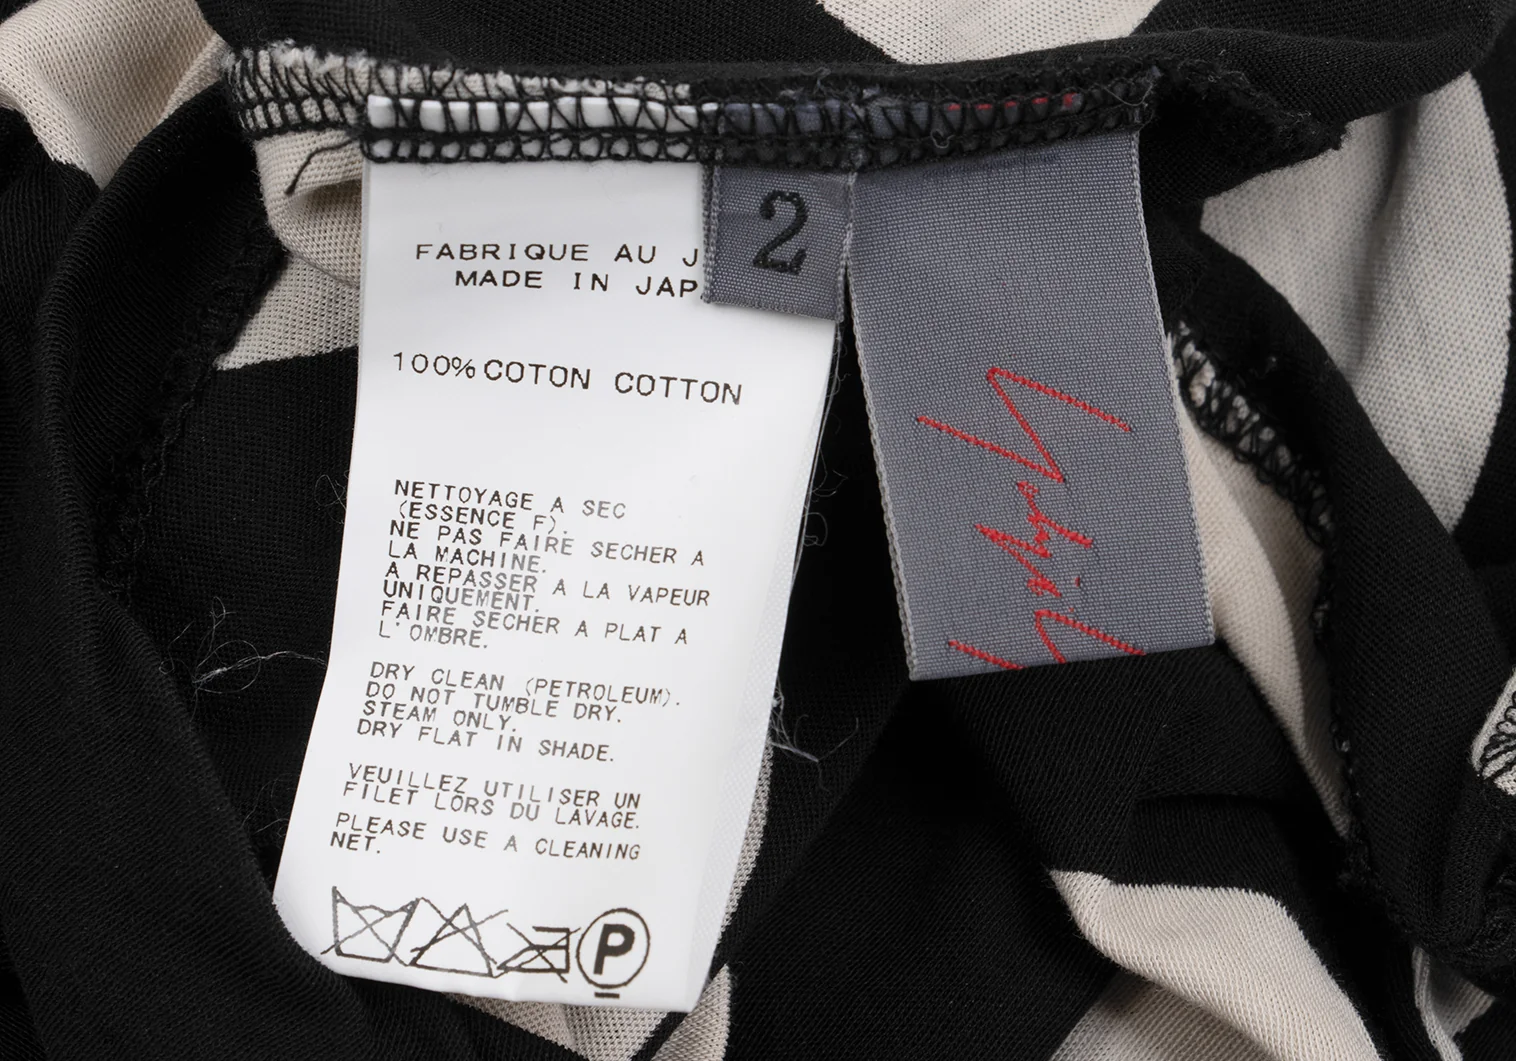 FABRIQUE AU J
MADE IN JAP
2
100% COTON COTTON
NETTOYAGE A SEC
(ESSENCE F).
NE PAS FAIRE SECHER A
LA MACHINE.
A REPASSER A LA VAPEUR
UNIQUEMENT.
FAIRE SECHER A PLAT A
L'OMBRE.
DRY CLEAN (PETROLEUM).
DO NOT TUMBLE DRY.
STEAM ONLY.
DRY FLAT IN SHADE.
VEUILLEZ UTILISER UN
FILET LORS DU LAVAGE.
PLEASE USE A CLEANING
NET.
P